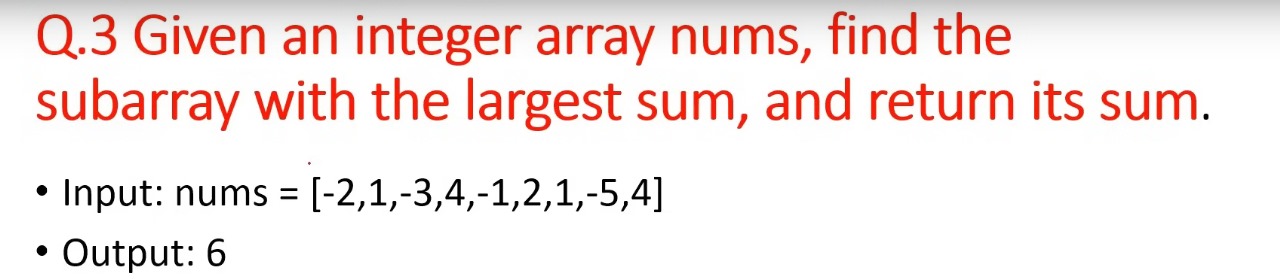 Q.3 Given an integer array nums, find the
subarray with the largest sum, and return its sum.
• Input: nums = [-2,1,-3,4,-1,2,1,-5,4]
• Output: 6